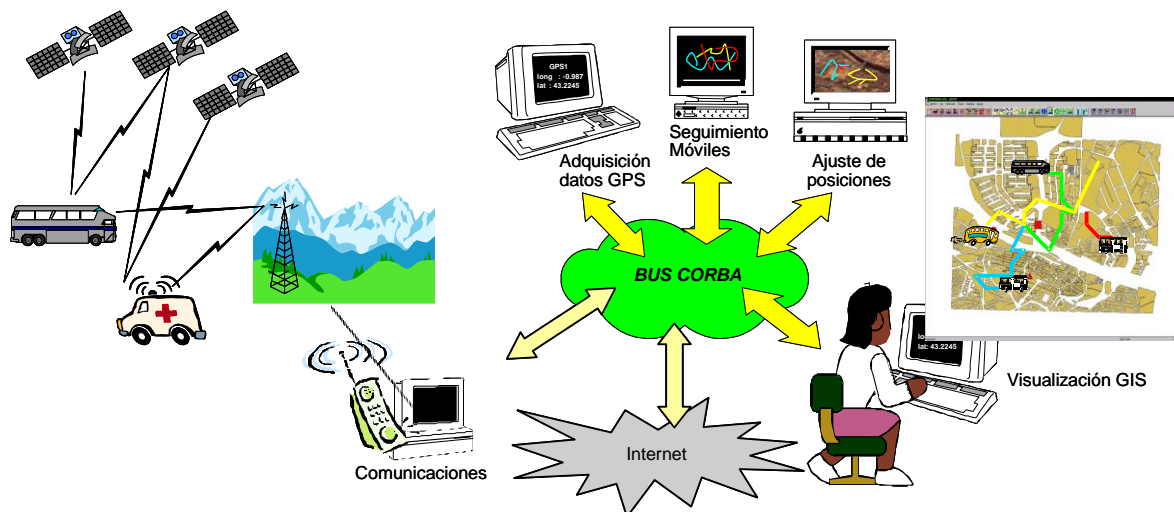 GPS1
long : -0.987
lat : 43.2245
Adquisición
datos GPS
Seguimiento
Móviles
Ajuste de
posiciones
BUS CORBA
lat: 43.2245
Visualización GIS
Internet
Comunicaciones